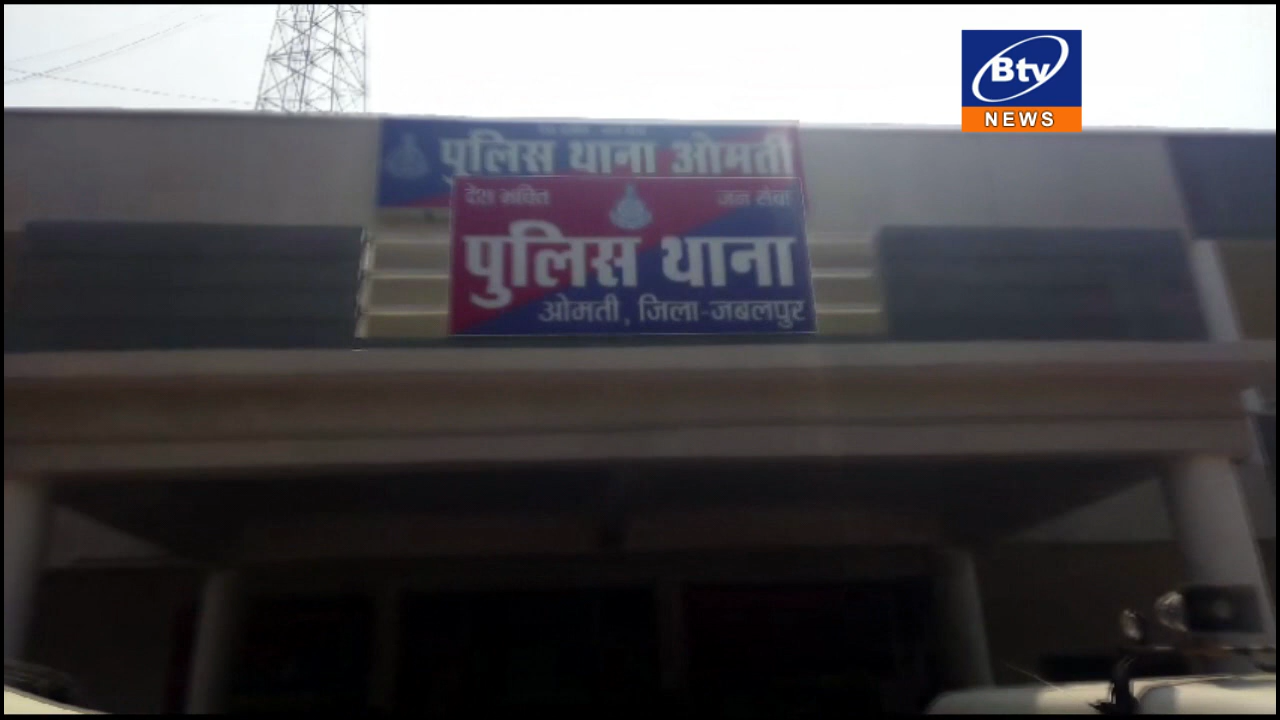 Btv
NEWS
पुलिस थाना ओमती
देश भक्ति जन सेवा
पुलिस थाना
ओमती, जिला-जबलपुर